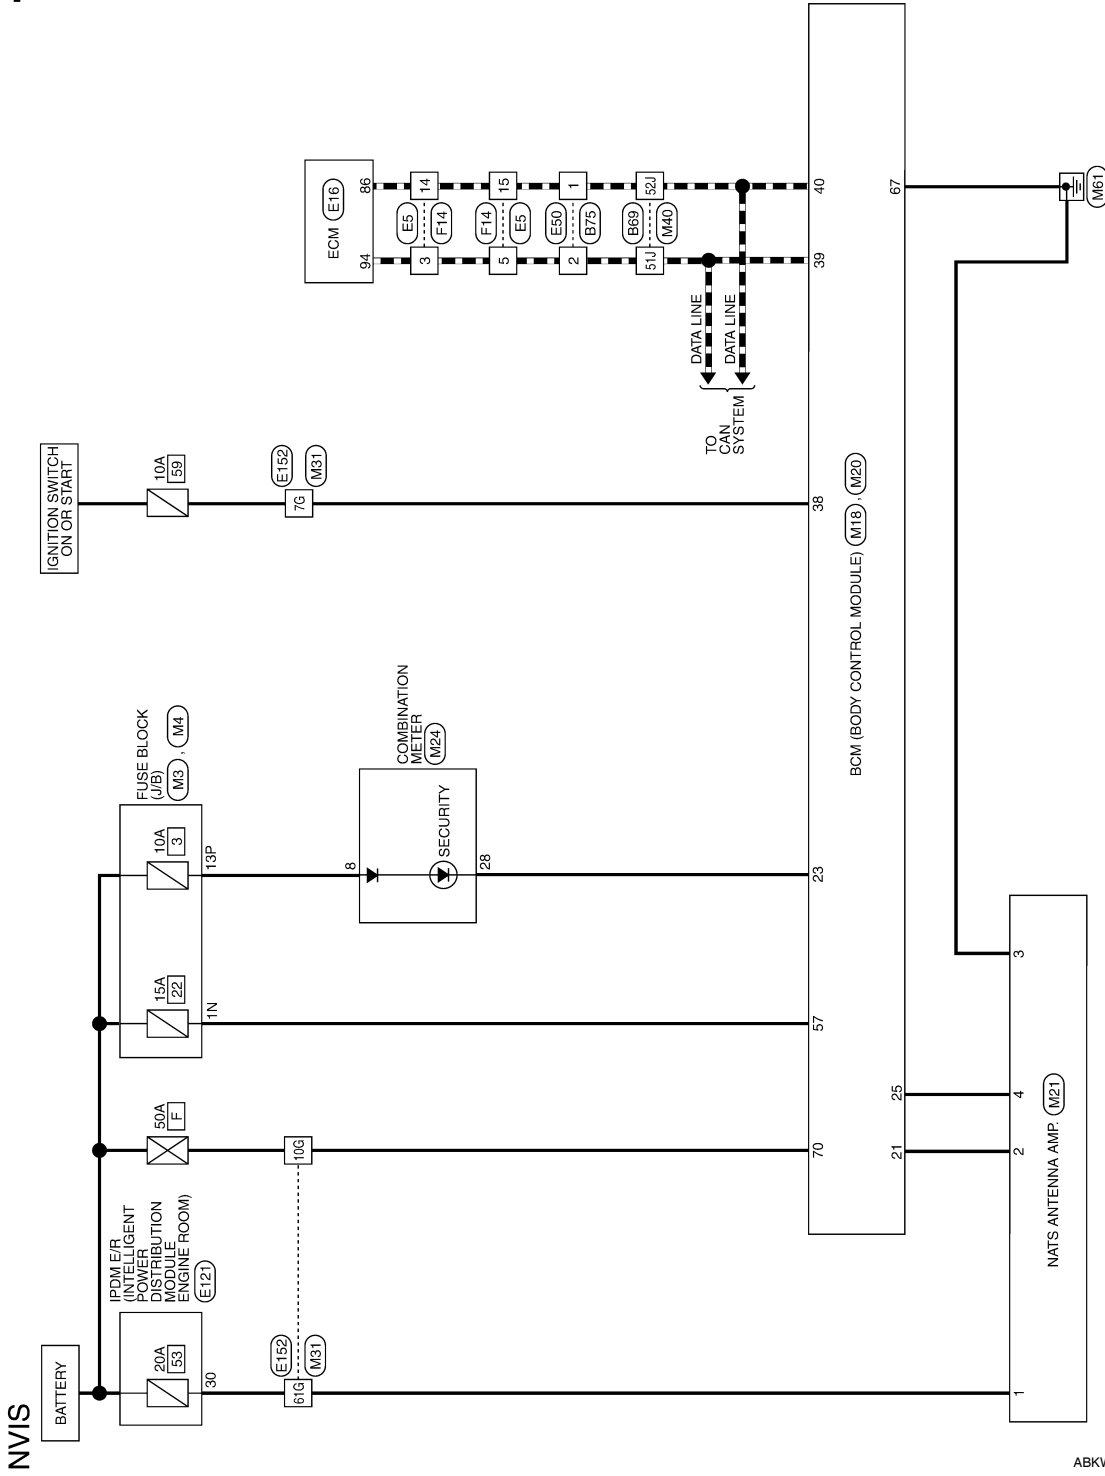 NVIS
BATTERY
IPDM E/R
(INTELLIGENT
POWER
DISTRIBUTION
MODULE
ENGINE ROOM)
E121
20A
53
30
61G
E152
M31
50A
F
10G
70
FUSE BLOCK
(J/B)
M3 , M4
15A
22
1N
57
10A
3
13P
8
COMBINATION
METER
M24
SECURITY
28
23
IGNITION SWITCH
ON OR START
10A
59
7G
E152
M31
38
ECM E16
94 86
3 E5 F14 14
5 F14 E5 15
2 E50 B75 1
51J B69 M40 52J
DATA LINE
DATA LINE
TO
CAN
SYSTEM
39 40
BCM (BODY CONTROL MODULE) M18 , M20
21 25 67
1 2 4 3
NATS ANTENNA AMP. M21
M61